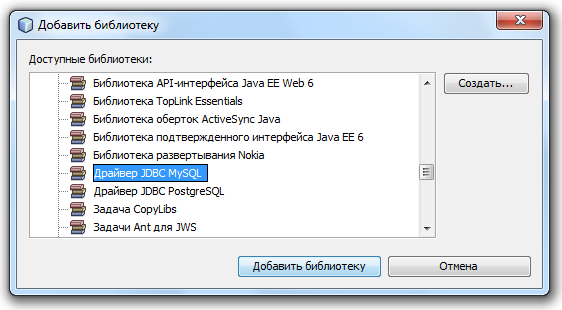 Добавить библиотеку
Доступные библиотеки:
Библиотека API-интерфейса Java EE Web 6
Библиотека TopLink Essentials
Библиотека оберток ActiveSync Java
Библиотека подтвержденного интерфейса Java EE 6
Библиотека развертывания Nokia
Драйвер JDBC MySQL
Драйвер JDBC PostgreSQL
Задача CopyLibs
Задачи Ant для JWS
Создать...
Добавить библиотеку
Отмена